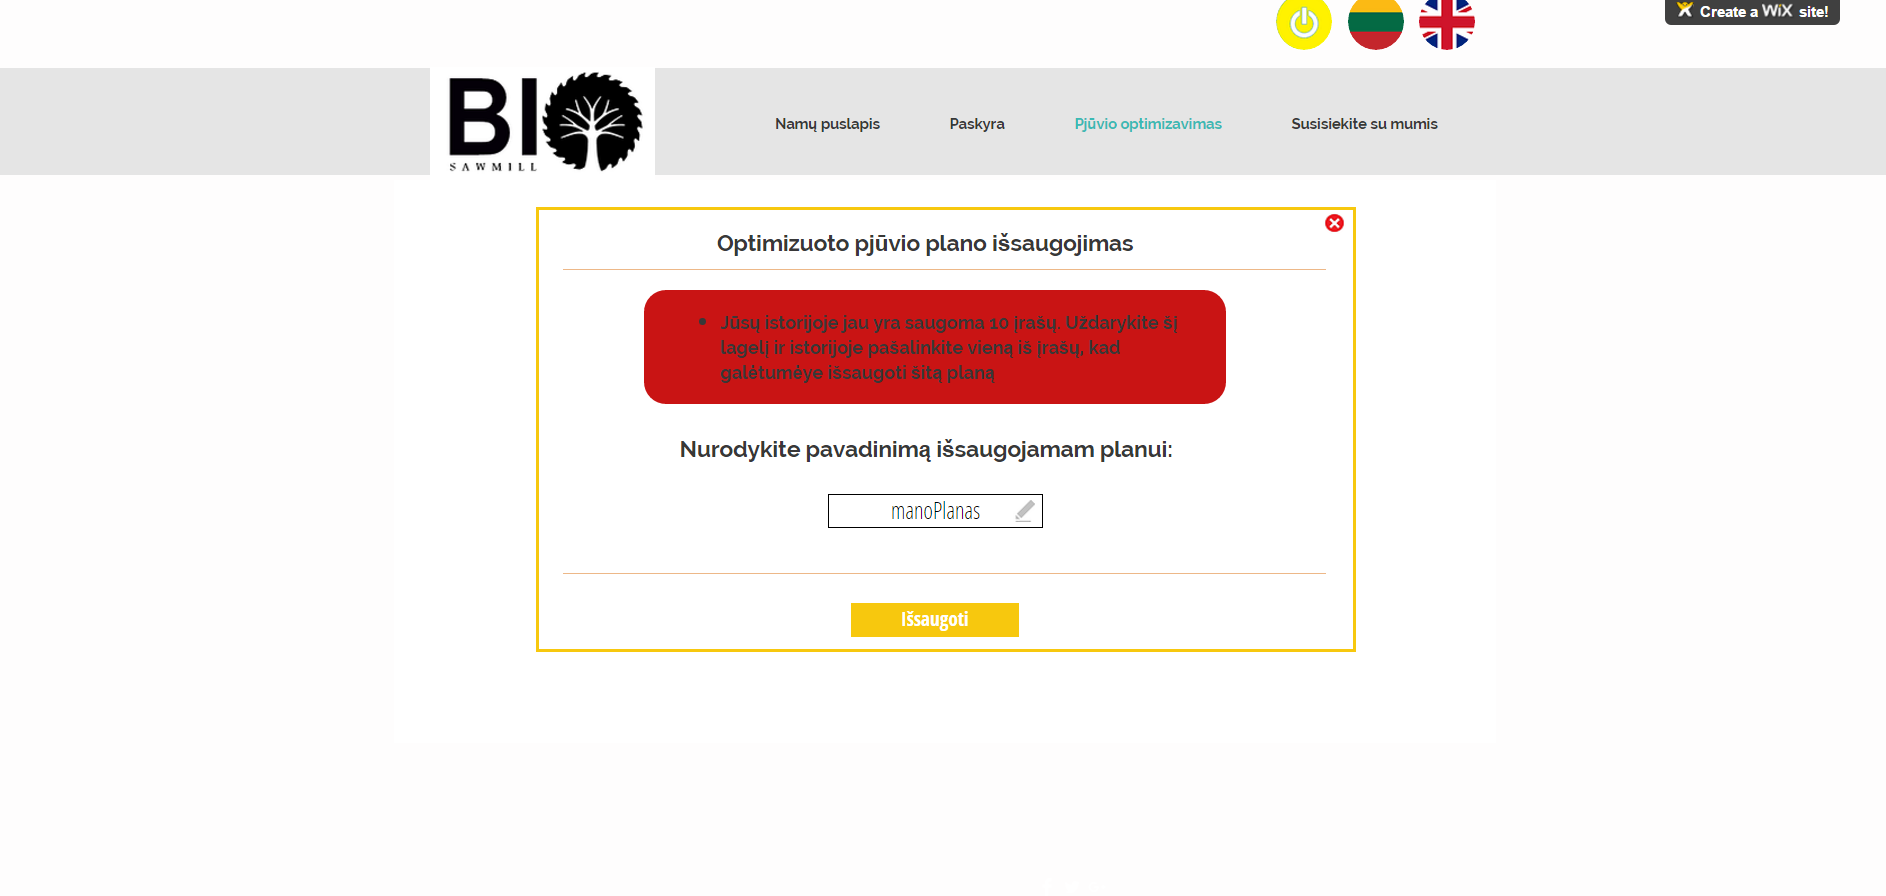 Create a WiX site!
BIO
SAWMILL
Namų puslapis
Paskyra
Pjūvio optimizavimas
Susisiekite su mumis
Optimizuoto pjūvio plano išsaugojimas
Jūsų istorijoje jau yra saugoma 10 įrašų. Uždarykite šį
lagelį ir istorijoje pašalinkite vieną iš įrašų, kad
galėtumėye išsaugoti šitą planą
Nurodykite pavadinimą išsaugojamam planui:
manoPlanas
Išsaugoti